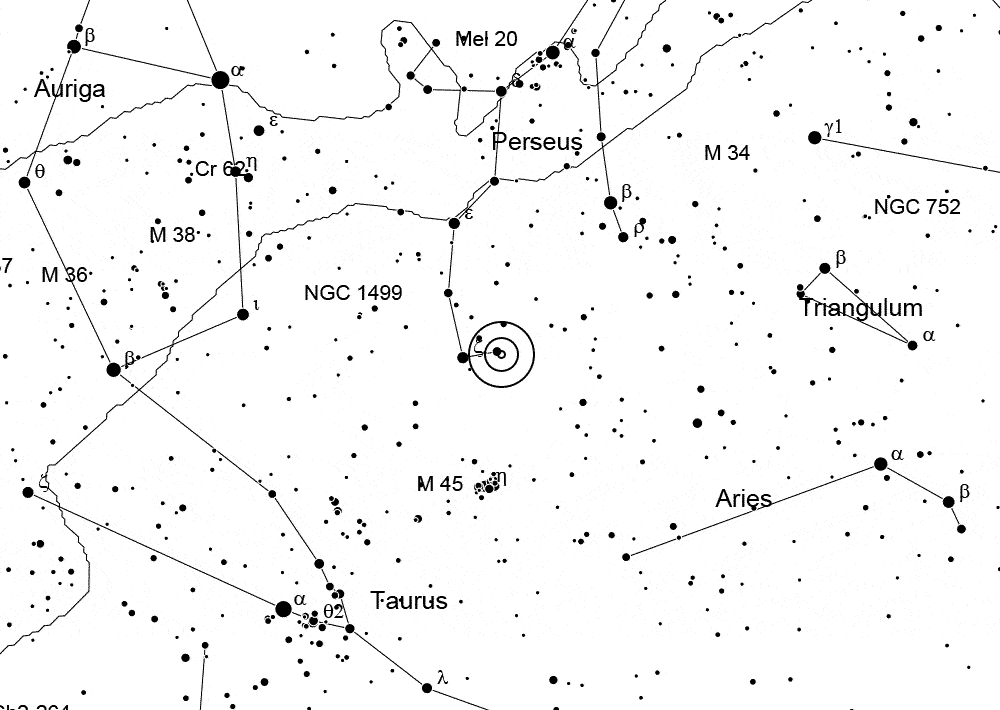 β
Mel 20
α
Auriga
α
δ
ε
Perseus
γ1
Cr 62
η
M 34
θ
β
NGC 752
ε
ρ
M 38
β
7
M 36
NGC 1499
ι
Triangulum
α
β
ζ
α
ζ
M 45
η
Aries
β
α
θ2
Taurus
λ